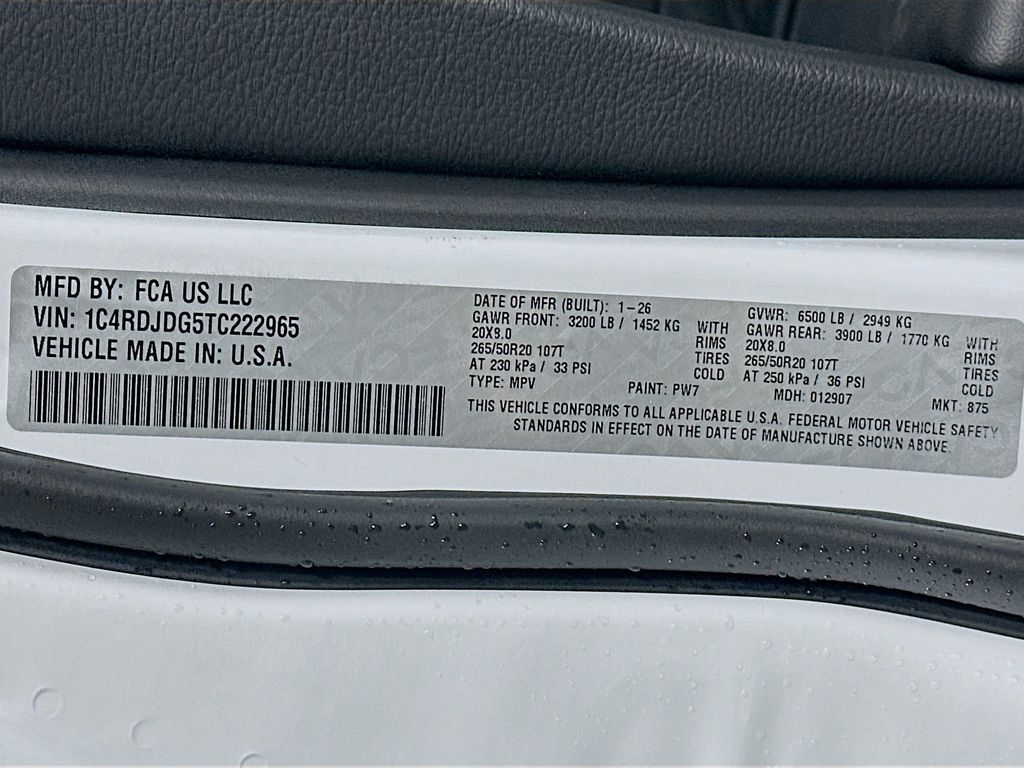 MFD BY: FCA US LLC
VIN: 1C4RDJDG5TC222965
VEHICLE MADE IN: U.S.A.
DATE OF MFR (BUILT): 1-26
GAWR FRONT: 3200 LB / 1452 KG WITH
20X8.0 RIMS
265/50R20 107T TIRES
AT 230 kPa / 33 PSI COLD
TYPE: MPV PAINT: PW7
GVWR: 6500 LB / 2949 KG
GAWR REAR: 3900 LB / 1770 KG WITH
20X8.0 RIMS
265/50R20 107T TIRES
AT 250 kPa / 36 PSI COLD
MDH: 012907 MKT: 875
THIS VEHICLE CONFORMS TO ALL APPLICABLE U.S.A. FEDERAL MOTOR VEHICLE SAFETY
STANDARDS IN EFFECT ON THE DATE OF MANUFACTURE SHOWN ABOVE.